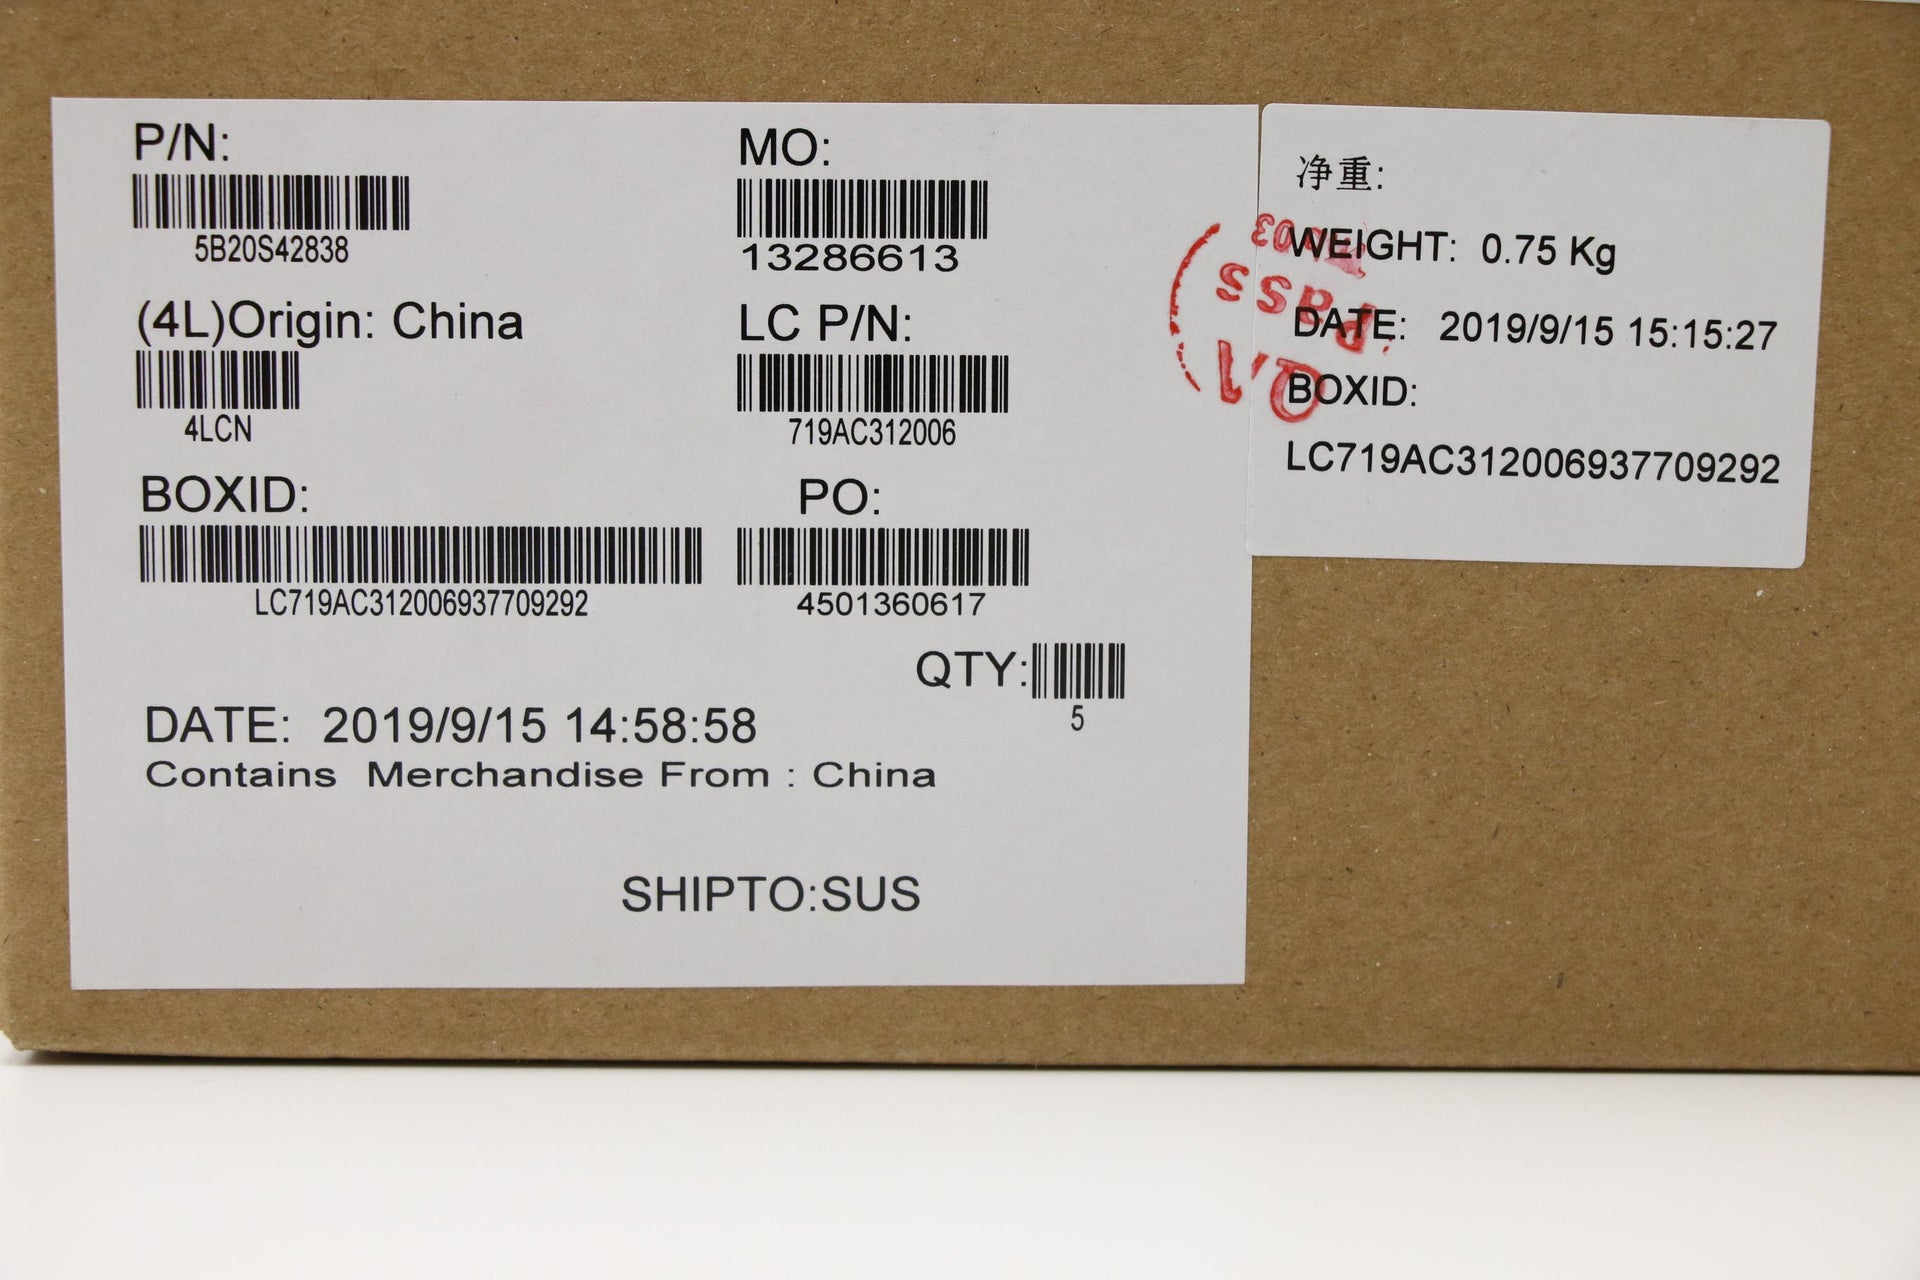 P/N:
5B20S42838
(4L)Origin: China
4LCN
BOXID:
LC719AC312006937709292
MO:
13286613
LC P/N:
719AC312006
PO:
4501360617
QTY:
5
DATE: 2019/9/15 14:58:58
Contains Merchandise From : China
SHIPTO:SUS
净重:
WEIGHT: 0.75 Kg
DATE: 2019/9/15 15:15:27
BOXID:
LC719AC312006937709292
Pass